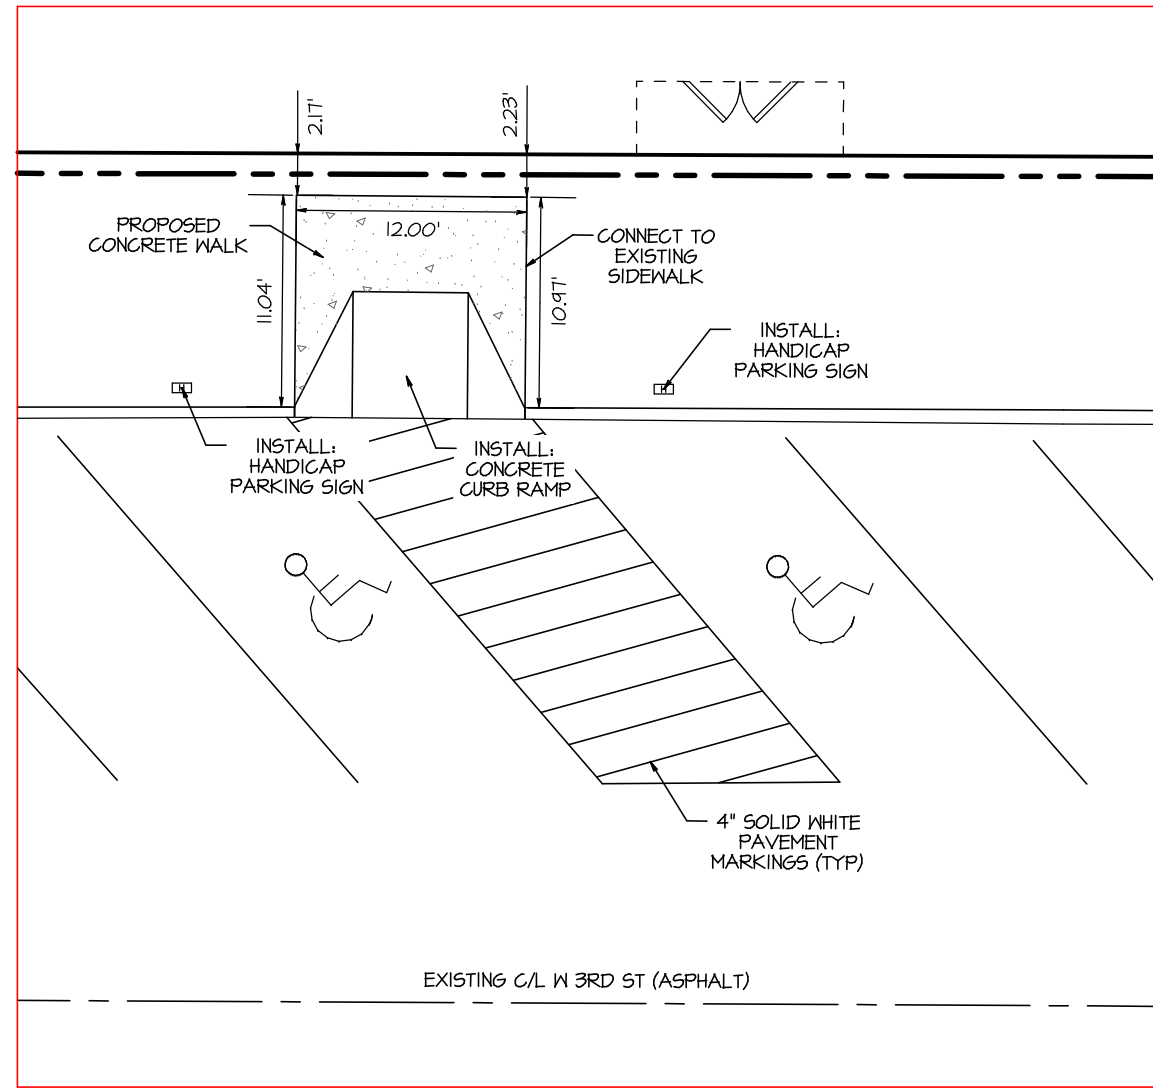 2.17'
2.23'
PROPOSED
CONCRETE WALK
12.00'
CONNECT TO
EXISTING
SIDEWALK
11.04'
10.97'
INSTALL:
HANDICAP
PARKING SIGN
INSTALL:
HANDICAP
PARKING SIGN
INSTALL:
CONCRETE
CURB RAMP
4" SOLID WHITE
PAVEMENT
MARKINGS (TYP)
EXISTING C/L W 3RD ST (ASPHALT)